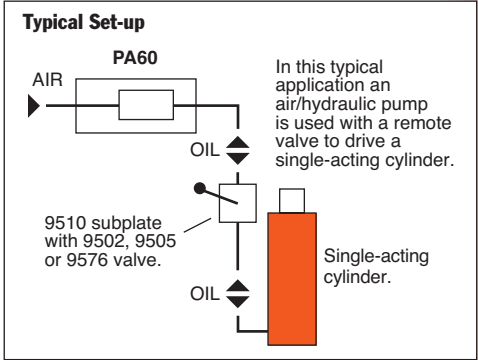 Typical Set-up
PA60
AIR
In this typical
application an
air/hydraulic pump
is used with a remote
valve to drive a
single-acting cylinder.
OIL
9510 subplate
with 9502, 9505
or 9576 valve.
Single-acting
cylinder.
OIL